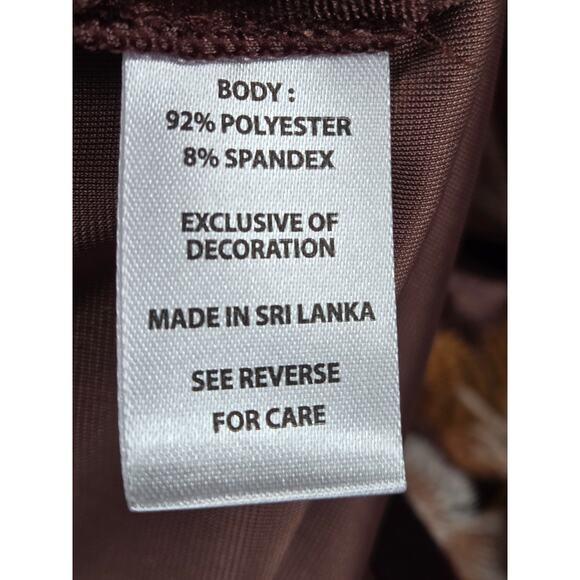 BODY :
92% POLYESTER
8% SPANDEX
EXCLUSIVE OF
DECORATION
MADE IN SRI LANKA
SEE REVERSE
FOR CARE